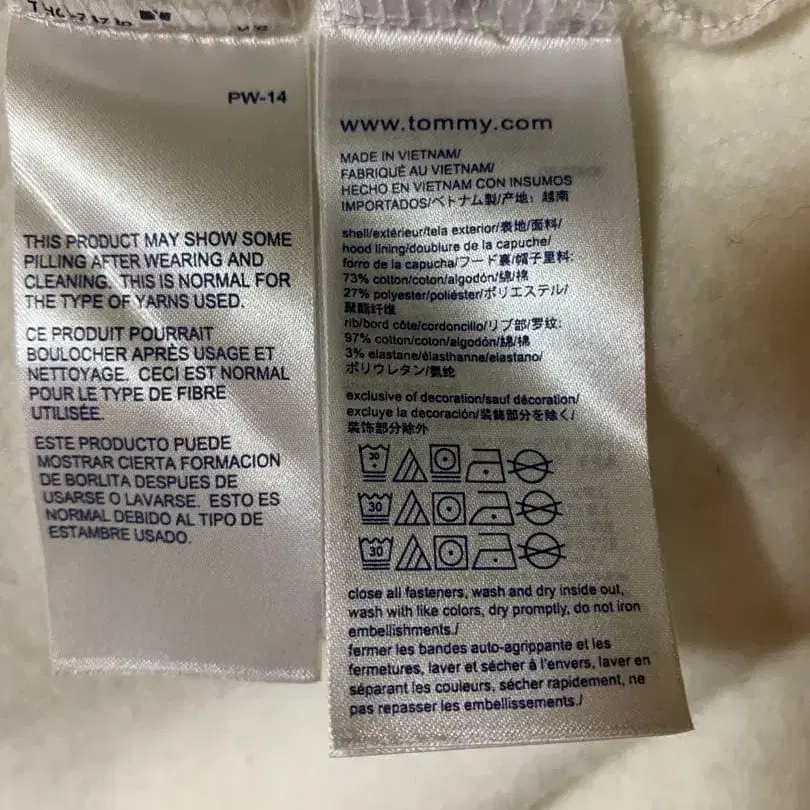 PW-14
THIS PRODUCT MAY SHOW SOME
PILLING AFTER WEARING AND
CLEANING. THIS IS NORMAL FOR
THE TYPE OF YARNS USED.
CE PRODUIT POURRAIT
BOULOCHER APRÈS USAGE ET
NETTOYAGE. CECI EST NORMAL
POUR LE TYPE DE FIBRE
UTILISÉE.
ESTE PRODUCTO PUEDE
MOSTRAR CIERTA FORMACION
DE BORLITA DESPUES DE
USARSE O LAVARSE. ESTO ES
NORMAL DEBIDO AL TIPO DE
ESTAMBRE USADO.
www.tommy.com
MADE IN VIETNAM/
FABRIQUÉ AU VIETNAM/
HECHO EN VIETNAM CON INSUMOS
IMPORTADOS/ベトナム製/产地: 越南
shell/extérieur/tela exterior/表地/面料/
hood lining/doublure de la capuche/
forro de la capucha/フード裏/帽子里料:
73% cotton/coton/algodón/綿/棉
27% polyester/poliéster/ポリエステル/
聚酯纤维
rib/bord côte/cordoncillo/リブ部/罗纹:
97% cotton/coton/algodón/綿/棉
3% elastane/élasthanne/elastano/
ポリウレタン/氨纶
exclusive of decoration/sauf décoration/
excluye la decoración/装飾部分を除く/
装饰部分除外
30
30
30
close all fasteners, wash and dry inside out,
wash with like colors, dry promptly, do not iron
embellishments./
fermer les bandes auto-agrippante et les
fermetures, laver et sécher à l'envers, laver en
séparant les couleurs, sécher rapidement, ne
pas repasser les embellissements./